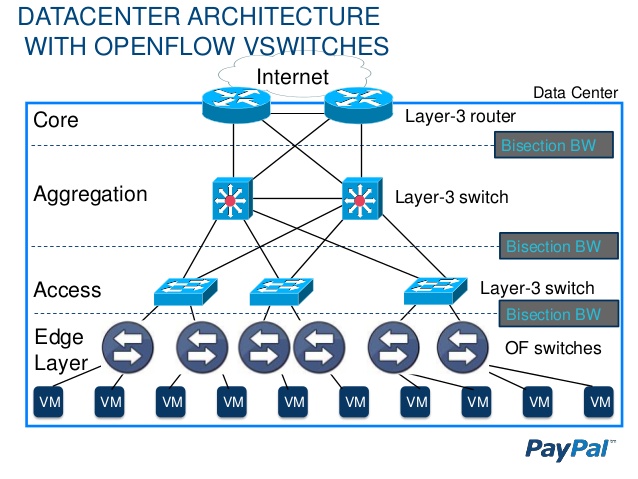 DATACENTER ARCHITECTURE
WITH OPENFLOW VSWITCHES
Internet
Data Center
Core
Layer-3 router
Bisection BW
Aggregation
Layer-3 switch
Bisection BW
Access
Layer-3 switch
Bisection BW
Edge
Layer
OF switches
VM VM VM VM VM VM VM VM VM VM
PayPal™